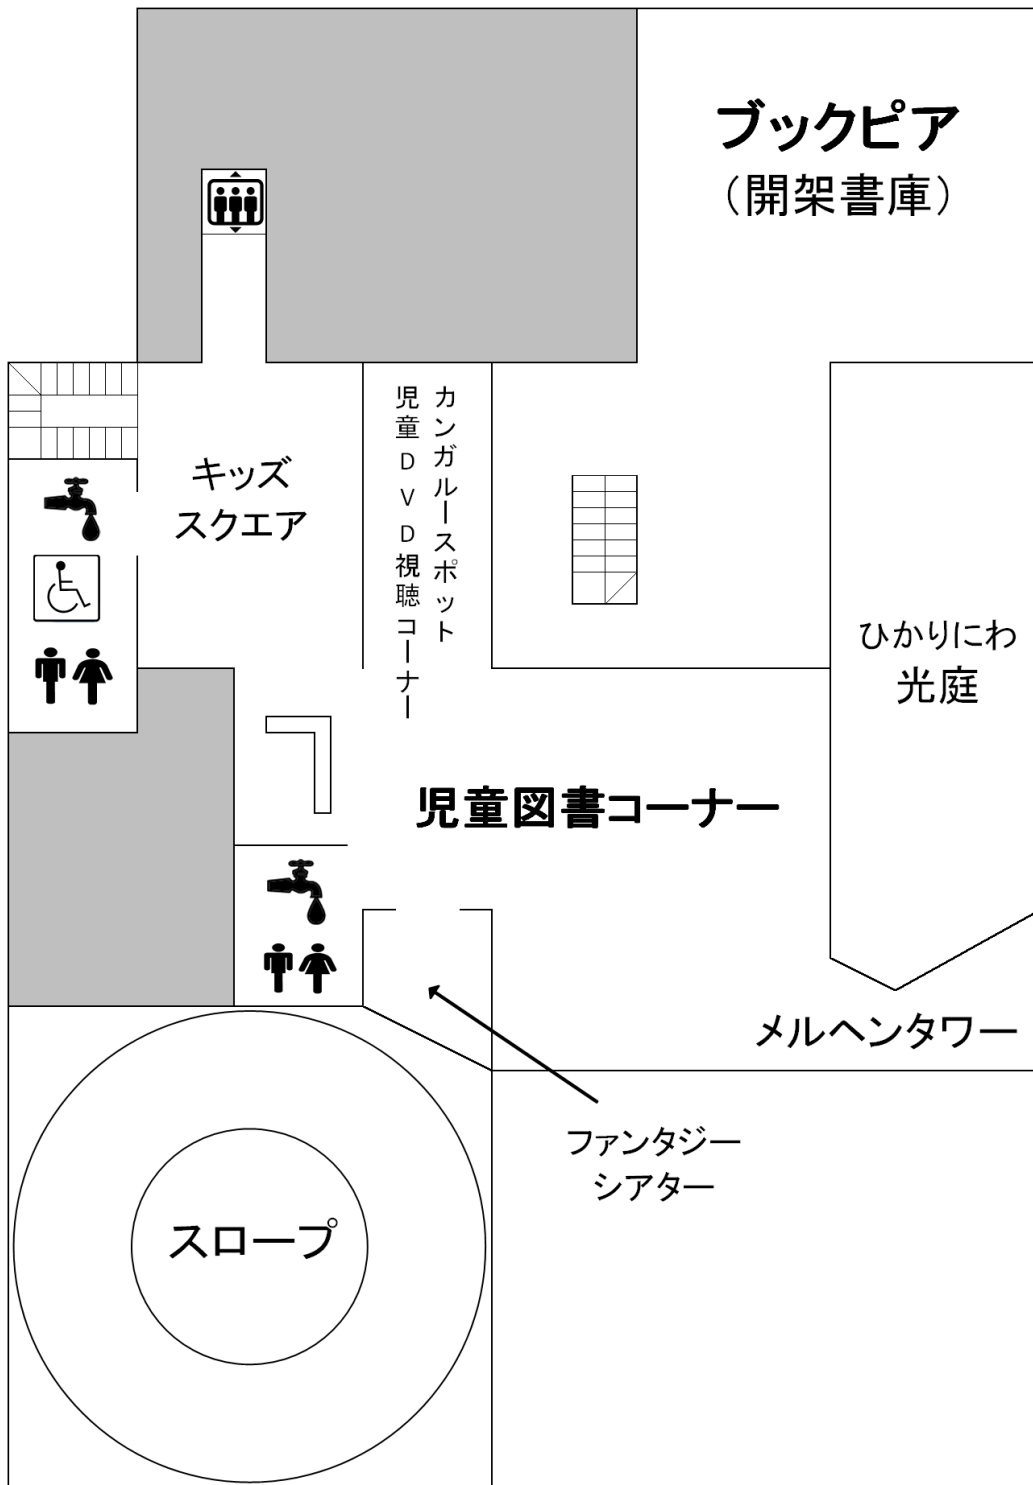 ブックピア
（開架書庫）
キッズ
スクエア
カンガルースポット
児童DVD視聴コーナー
ひかりにわ
光庭
児童図書コーナー
メルヘンタワー
ファンタジー
シアター
スロープ